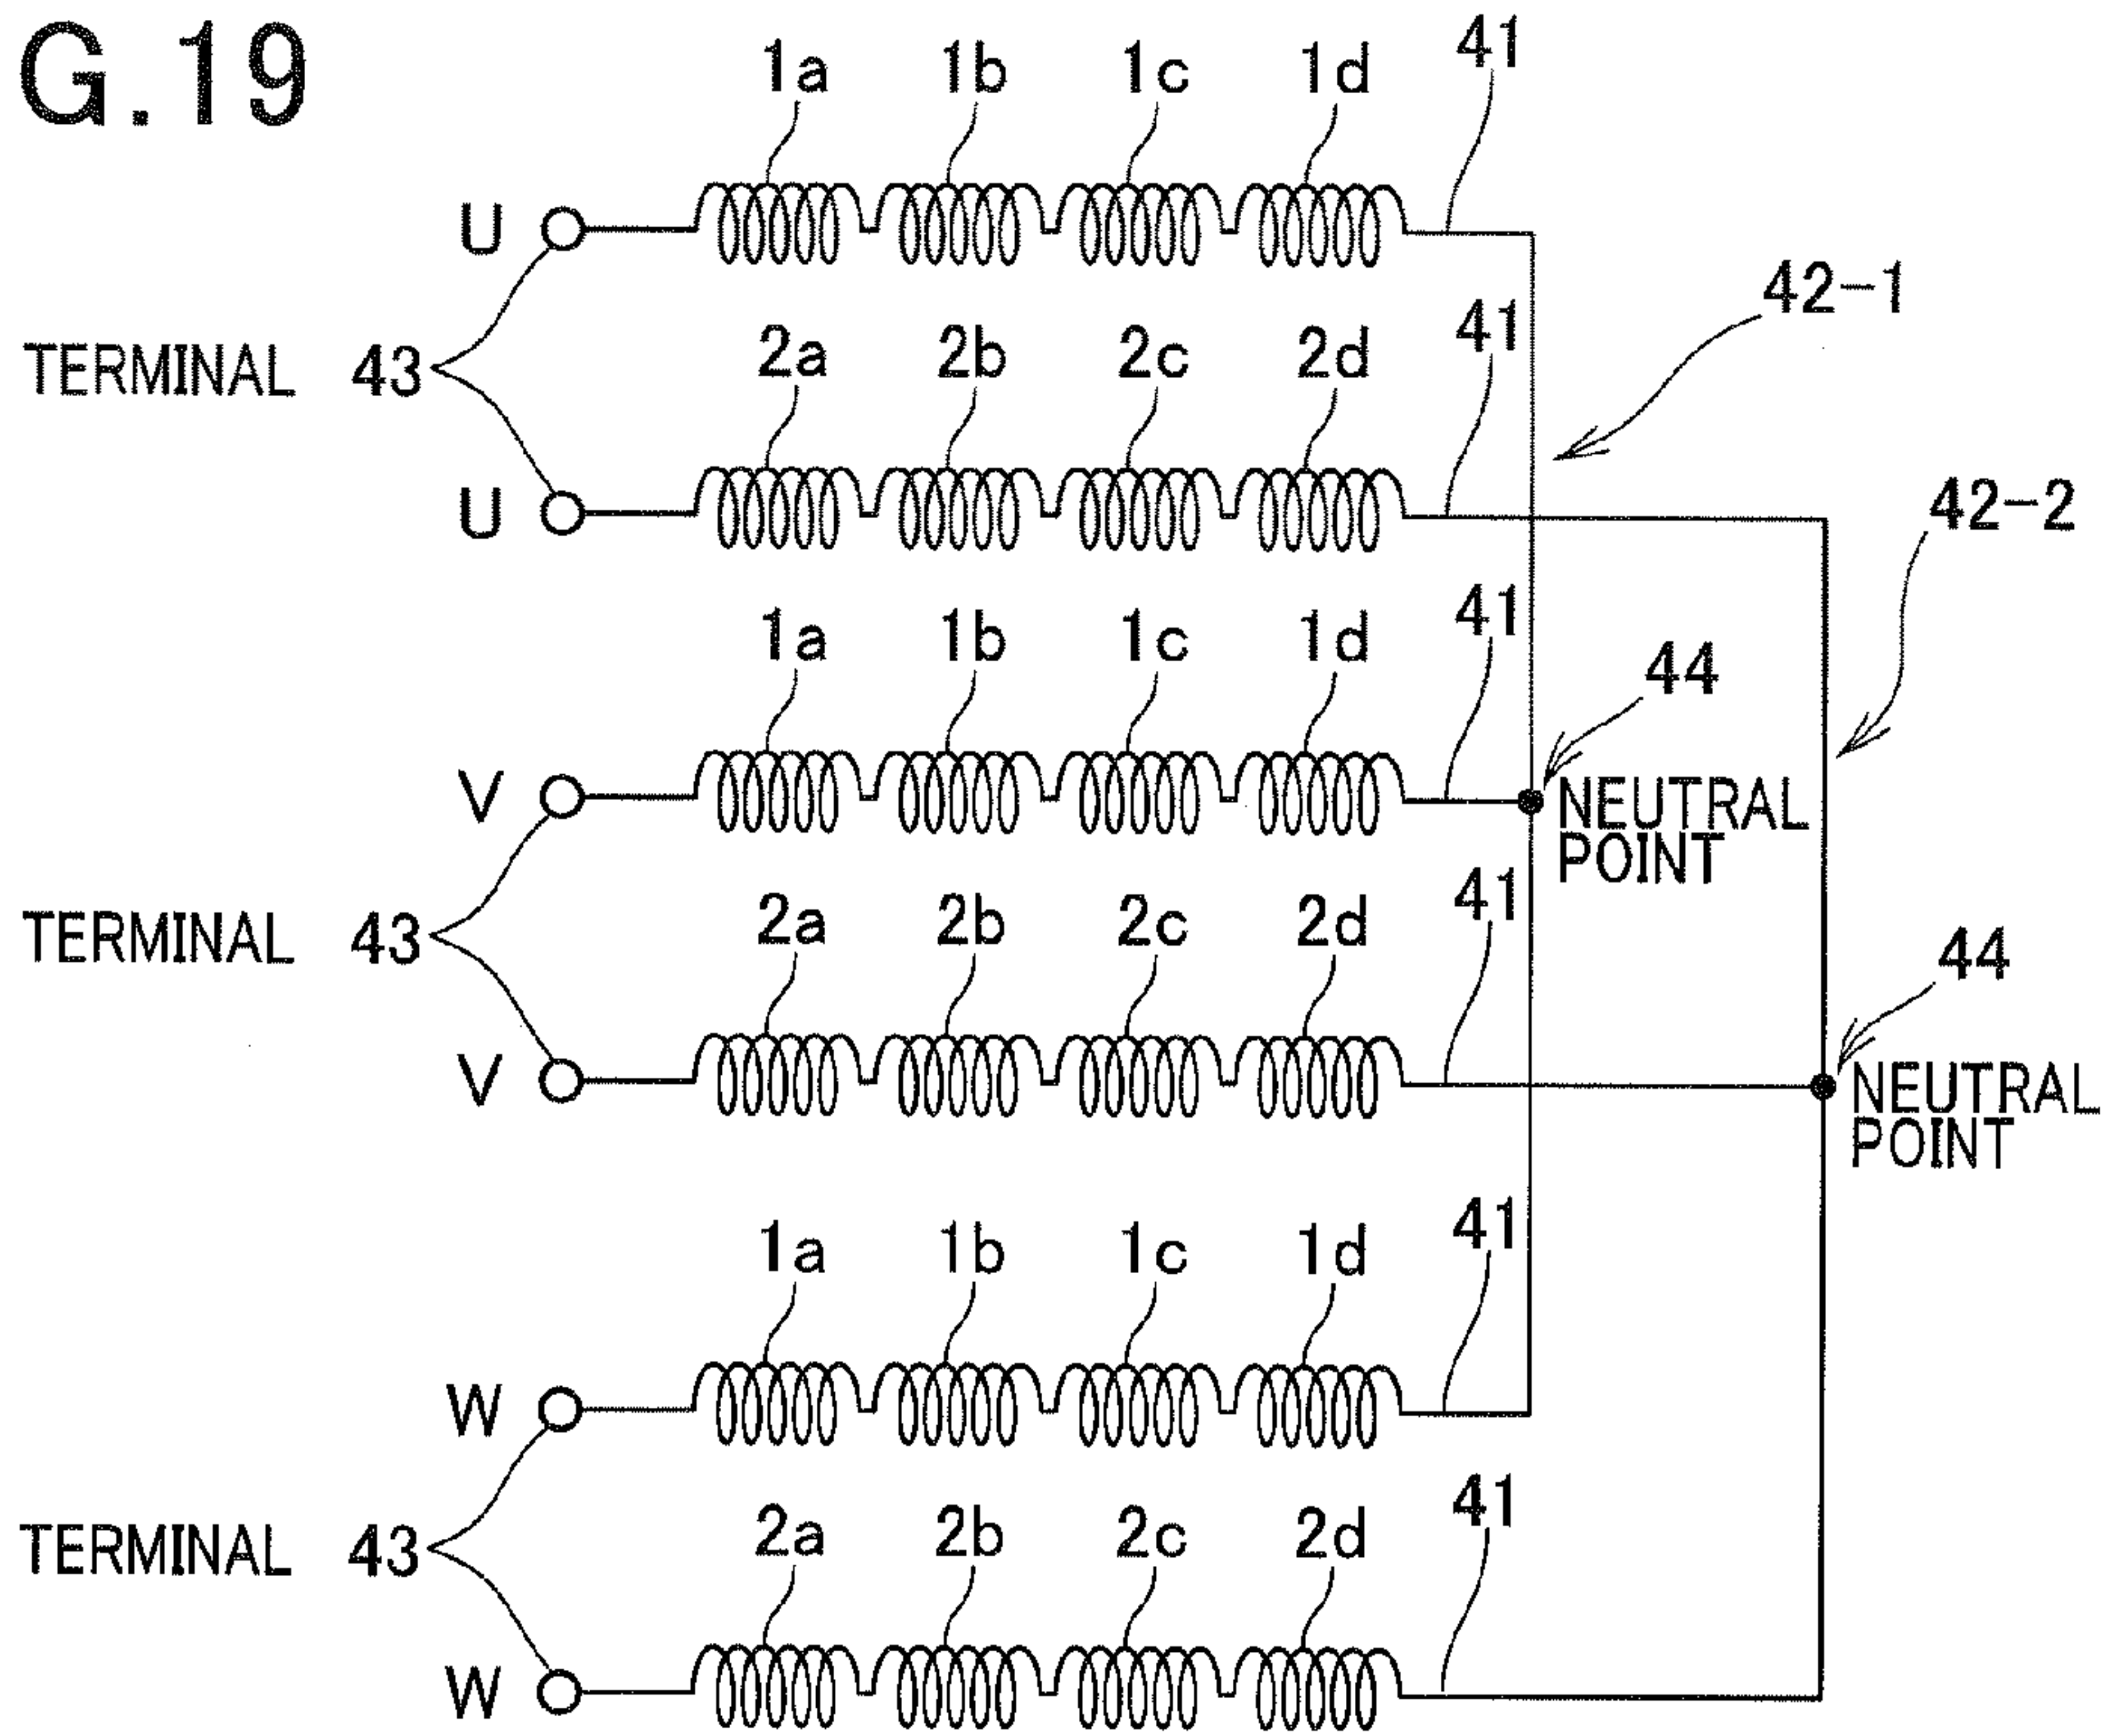 G.19
1a 1b 1c 1d 41
U
42-1
TERMINAL 43
2a 2b 2c 2d 41
U
42-2
1a 1b 1c 1d 41
44
V
NEUTRAL
POINT
TERMINAL 43
2a 2b 2c 2d 41
44
V
NEUTRAL
POINT
1a 1b 1c 1d 41
W
TERMINAL 43
2a 2b 2c 2d 41
W